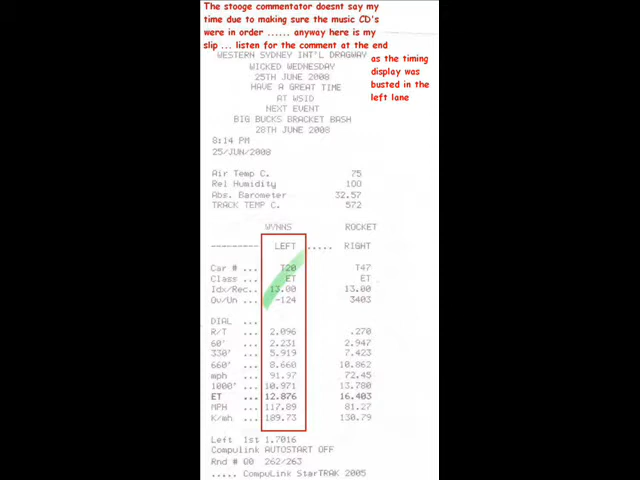 The stooge commentator doesnt say my
time due to making sure the music CD's
were in order ...... anyway here is my
slip ... listen for the comment at the end
as the timing
display was
busted in the
left lane
WESTERN SYDNEY INT'L DRAGWAY
WICKED WEDNESDAY
25TH JUNE 2008
HAVE A GREAT TIME
AT WSID
NEXT EVENT
BIG BUCKS BRACKET BASH
28TH JUNE 2008
8:14 PM
25/JUN/2008
Air Temp C. 75
Rel Humidity 100
Abs. Barometer 32.57
TRACK TEMP C. 572
WYNNS ROCKET
--------- LEFT ..... RIGHT
Car # ... T20 T47
Class ... ET ET
Idx/Rec.. 13.00 13.00
Ov/Un ... -124 3403
DIAL ...
R/T ... 2.096 .270
60' ... 2.231 2.947
330' ... 5.919 7.423
660' ... 8.660 10.862
mph ... 91.97 72.45
1000' ... 10.971 13.780
ET ... 12.876 16.403
MPH ... 117.89 81.27
K/mh ... 189.73 130.79
Left 1st 1.7016
Compulink AUTOSTART OFF
Rnd # Q0 262/263
..... CompuLink StarTRAK 2005